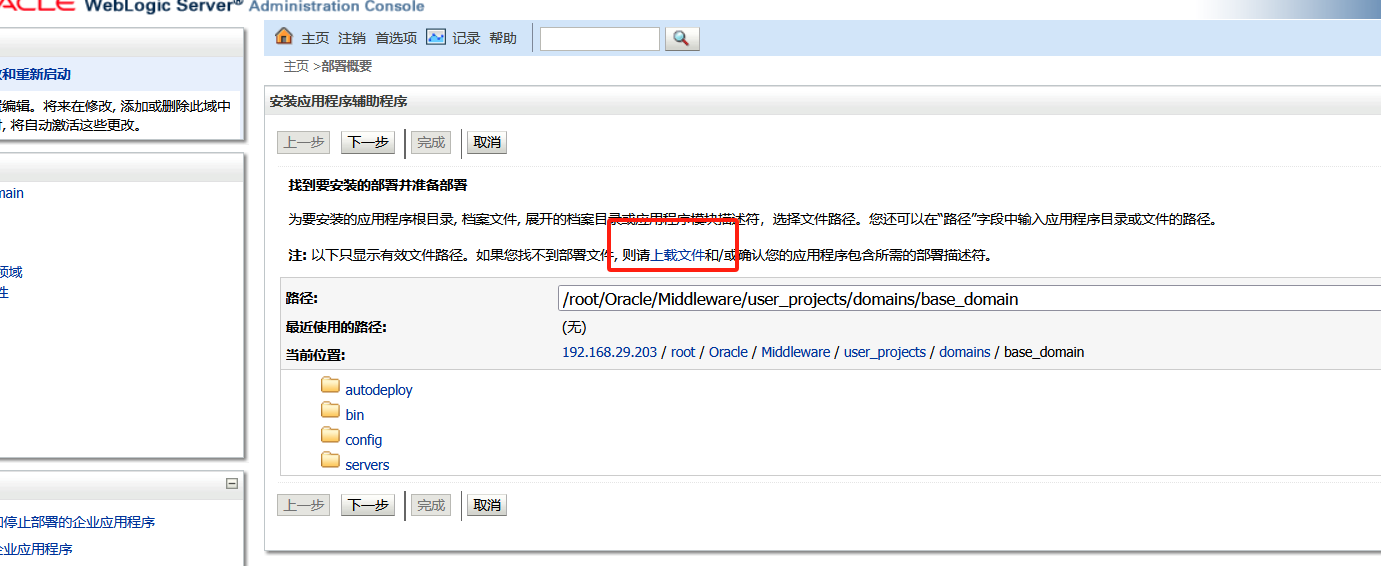 WebLogic Server® Administration Console
主页 注销 首选项 记录 帮助
主页 >部署概要
和重新启动
编辑。将来在修改, 添加或删除此域中
, 将自动激活这些更改。
main
领域
性
和停止部署的企业应用程序
企业应用程序
安装应用程序辅助程序
上一步 下一步 完成 取消
找到要安装的部署并准备部署
为要安装的应用程序根目录, 档案文件, 展开的档案目录或应用程序模块描述符，选择文件路径。您还可以在“路径”字段中输入应用程序目录或文件的路径。
注: 以下只显示有效文件路径。如果您找不到部署文件, 则请上载文件和/或确认您的应用程序包含所需的部署描述符。
路径: /root/Oracle/Middleware/user_projects/domains/base_domain
最近使用的路径: (无)
当前位置: 192.168.29.203 / root / Oracle / Middleware / user_projects / domains / base_domain
autodeploy
bin
config
servers
上一步 下一步 完成 取消